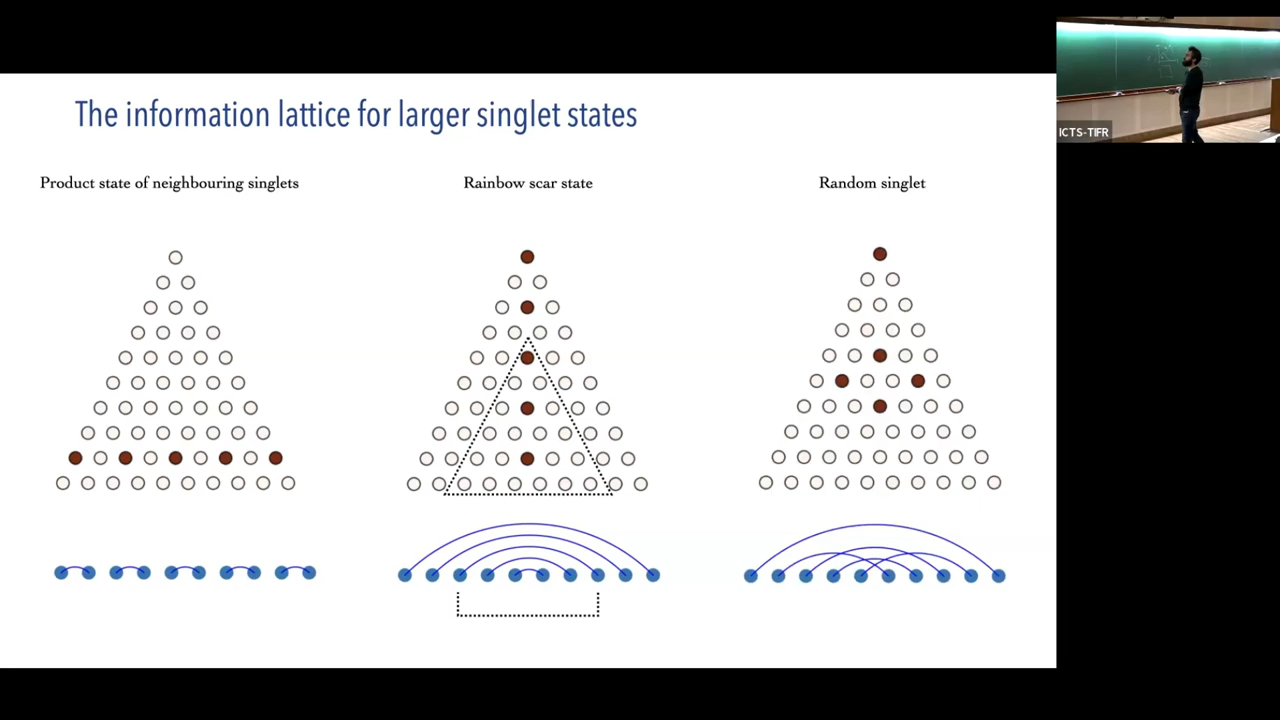 The information lattice for larger singlet states
Product state of neighbouring singlets
Rainbow scar state
Random singlet
ICTS-TIFR